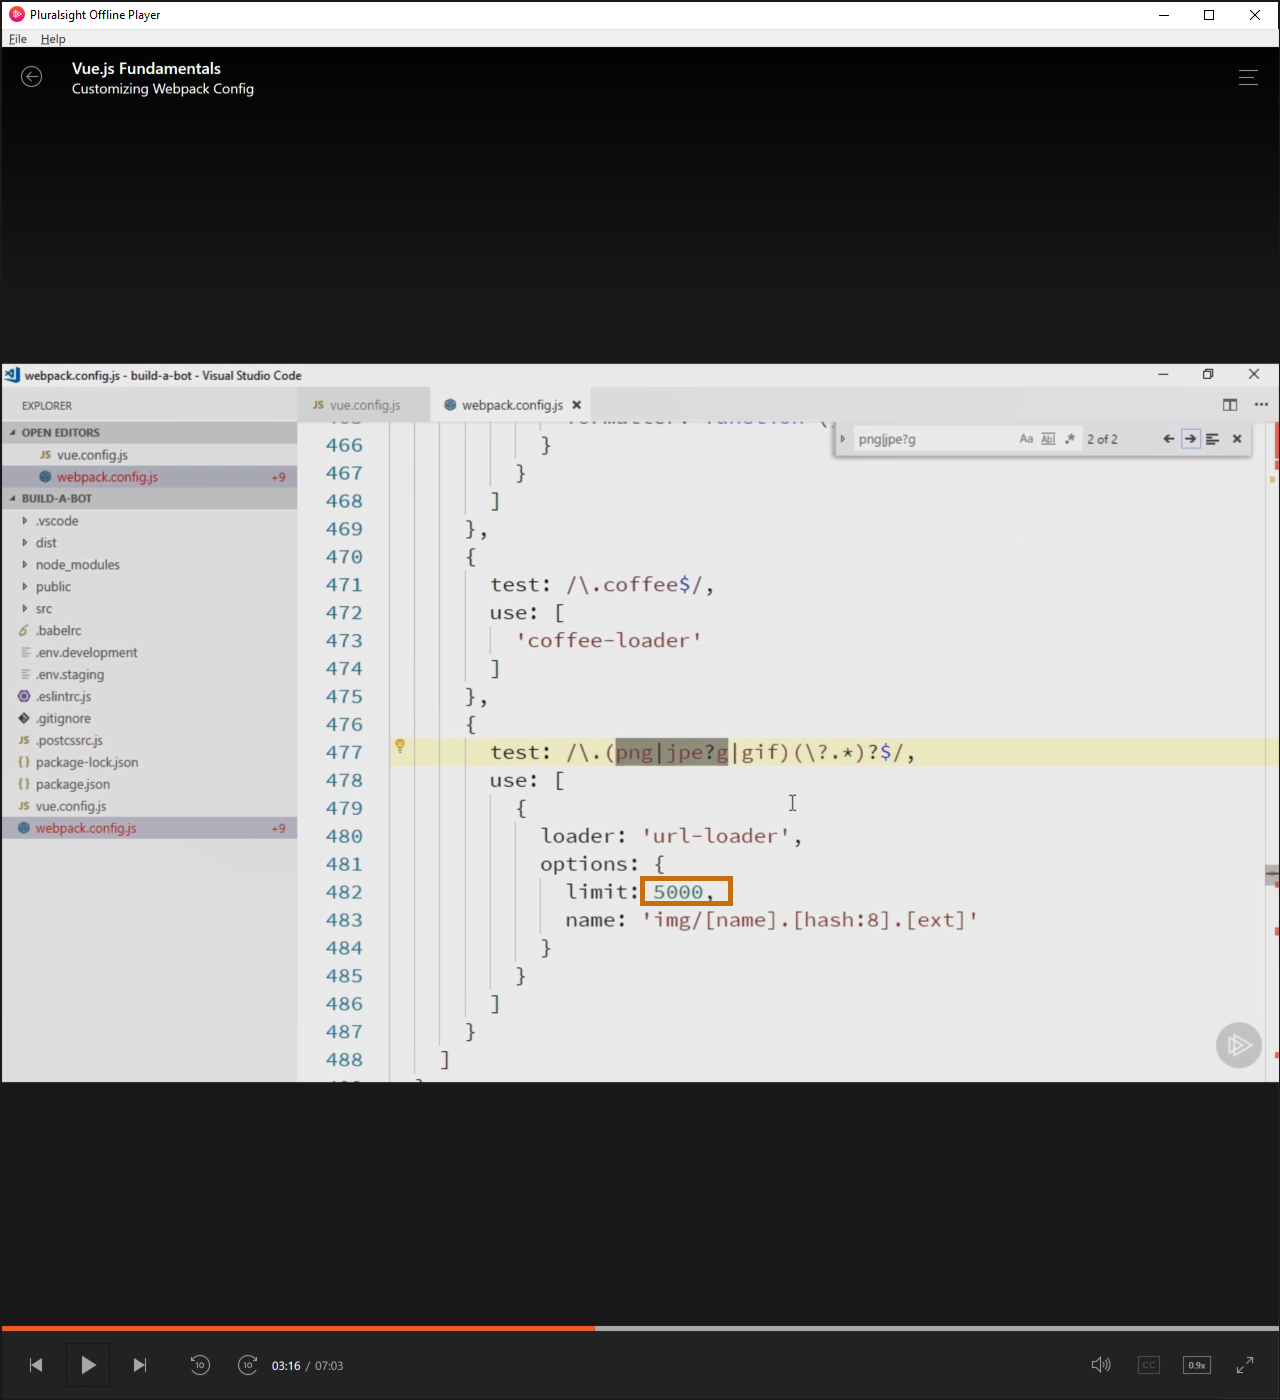 Pluralsight Offline Player
File Help
Vue.js Fundamentals
Customizing Webpack Config
webpack.config.js - build-a-bot - Visual Studio Code
EXPLORER
JS vue.config.js
webpack.config.js
OPEN EDITORS
JS vue.config.js
webpack.config.js +9
BUILD-A-BOT
.vscode
dist
node_modules
public
src
.babelrc
.env.development
.env.staging
.eslintrc.js
.gitignore
JS .postcssrc.js
{} package-lock.json
{} package.json
JS vue.config.js
webpack.config.js +9
png|jpe?g Aa Abl .* 2 of 2
466 }
467 }
468 ]
469 },
470 {
471 test: /\.coffee$/,
472 use: [
473 'coffee-loader'
474 ]
475 },
476 {
477 test: /\.(png|jpe?g|gif)(\?.*)?$/,
478 use: [
479 {
480 loader: 'url-loader',
481 options: {
482 limit: 5000,
483 name: 'img/[name].[hash:8].[ext]'
484 }
485 }
486 ]
487 }
488 ]
10 10 03:16 / 07:03 CC 0.9x